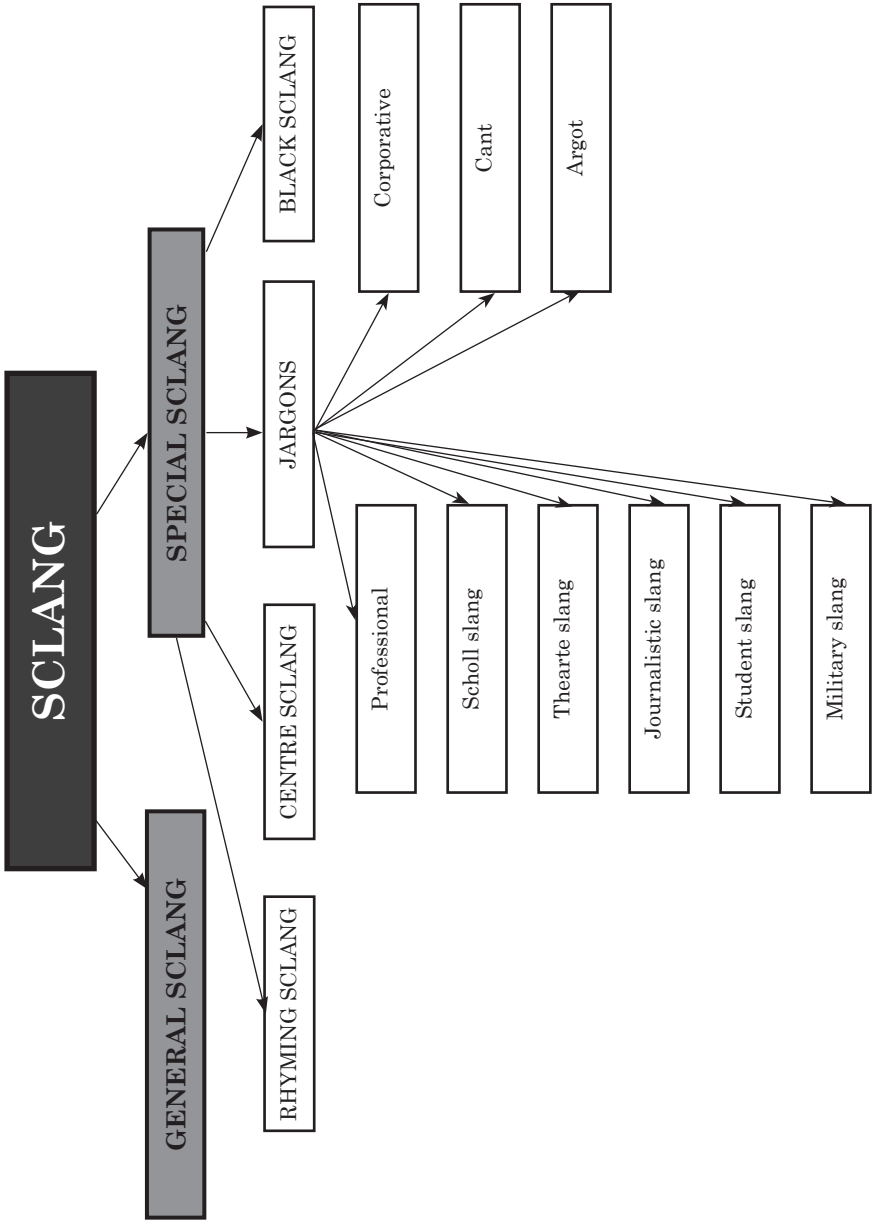 SCLANG
GENERAL SCLANG
SPECIAL SCLANG
RHYMING SCLANG
CENTRE SCLANG
JARGONS
BLACK SCLANG
Professional
Corporative
Scholl slang
Cant
Thearte slang
Argot
Journalistic slang
Student slang
Military slang